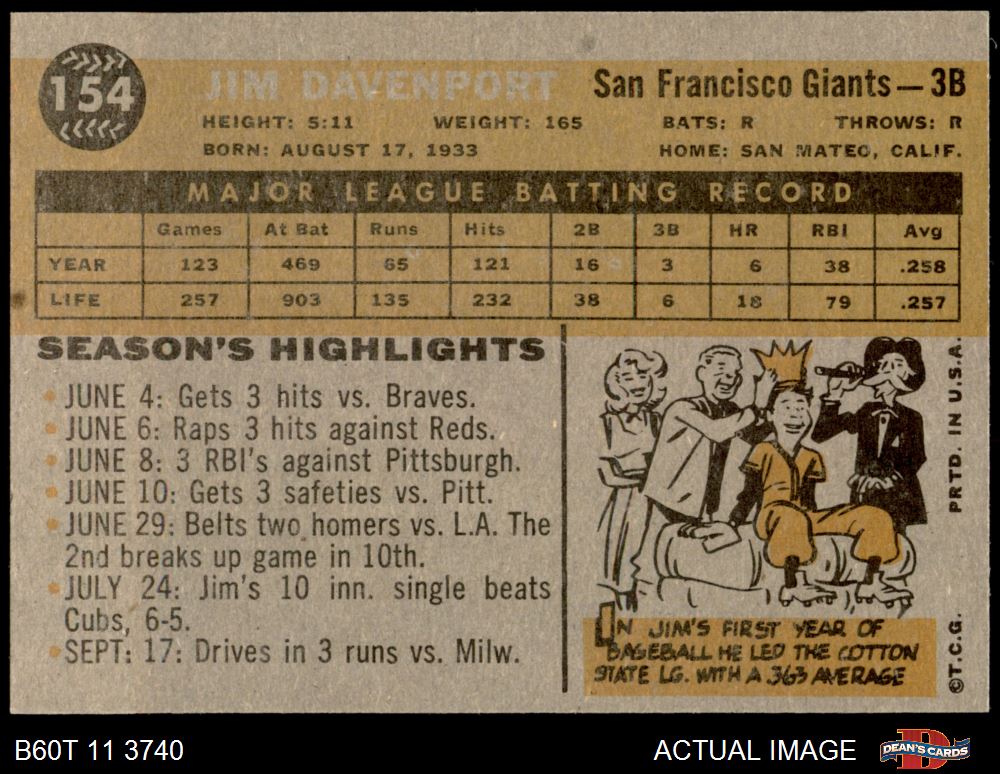 154
JIM DAVENPORT San Francisco Giants — 3B
HEIGHT: 5:11 WEIGHT: 165 BATS: R THROWS: R
BORN: AUGUST 17, 1933 HOME: SAN MATEO, CALIF.
MAJOR LEAGUE BATTING RECORD
Games At Bat Runs Hits 2B 3B HR RBI Avg
YEAR 123 469 65 121 16 3 6 38 .258
LIFE 257 903 135 232 38 6 18 79 .257
SEASON'S HIGHLIGHTS
JUNE 4: Gets 3 hits vs. Braves.
JUNE 6: Raps 3 hits against Reds.
JUNE 8: 3 RBI's against Pittsburgh.
JUNE 10: Gets 3 safeties vs. Pitt.
JUNE 29: Belts two homers vs. L.A. The
2nd breaks up game in 10th.
JULY 24: Jim's 10 inn. single beats
Cubs, 6-5.
SEPT: 17: Drives in 3 runs vs. Milw.
IN JIM'S FIRST YEAR OF
BASEBALL HE LED THE COTTON
STATE LG. WITH A .363 AVERAGE
©T.C.G. PRTD. IN U.S.A.
B60T 11 3740 ACTUAL IMAGE DEAN'S CARDS